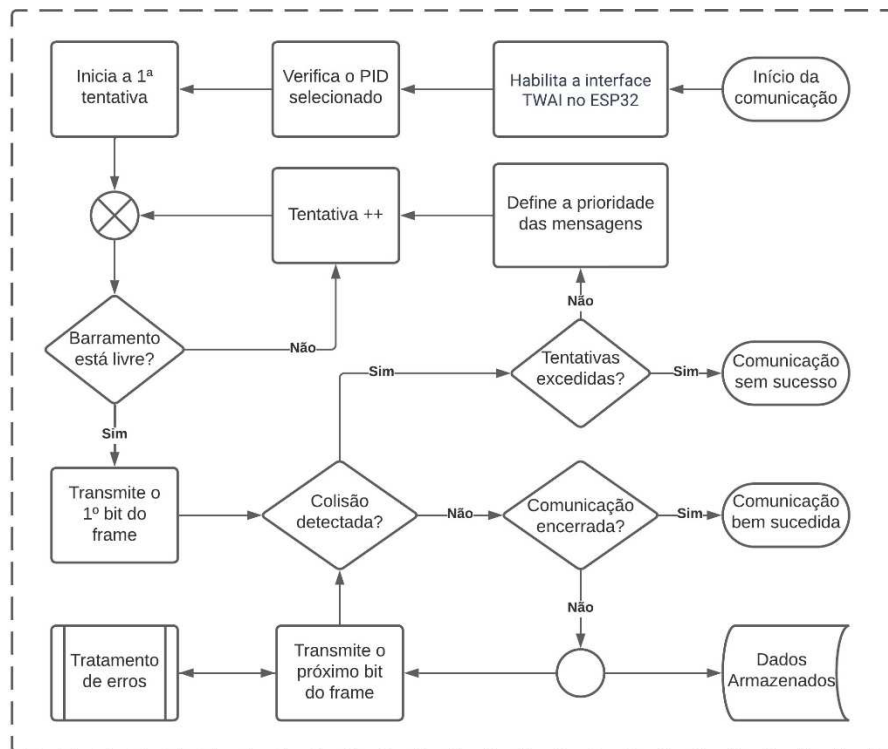 Inicia a 1ª
tentativa
Verifica o PID
selecionado
Habilita a interface
TWAI no ESP32
Início da
comunicação
Tentativa ++
Define a prioridade
das mensagens
Não
Barramento
está livre?
Não
Sim
Tentativas
excedidas?
Sim
Comunicação
sem sucesso
Sim
Transmite o
1º bit do
frame
Colisão
detectada?
Não
Comunicação
encerrada?
Sim
Comunicação
bem sucedida
Não
Tratamento
de erros
Transmite o
próximo bit
do frame
Dados
Armazenados